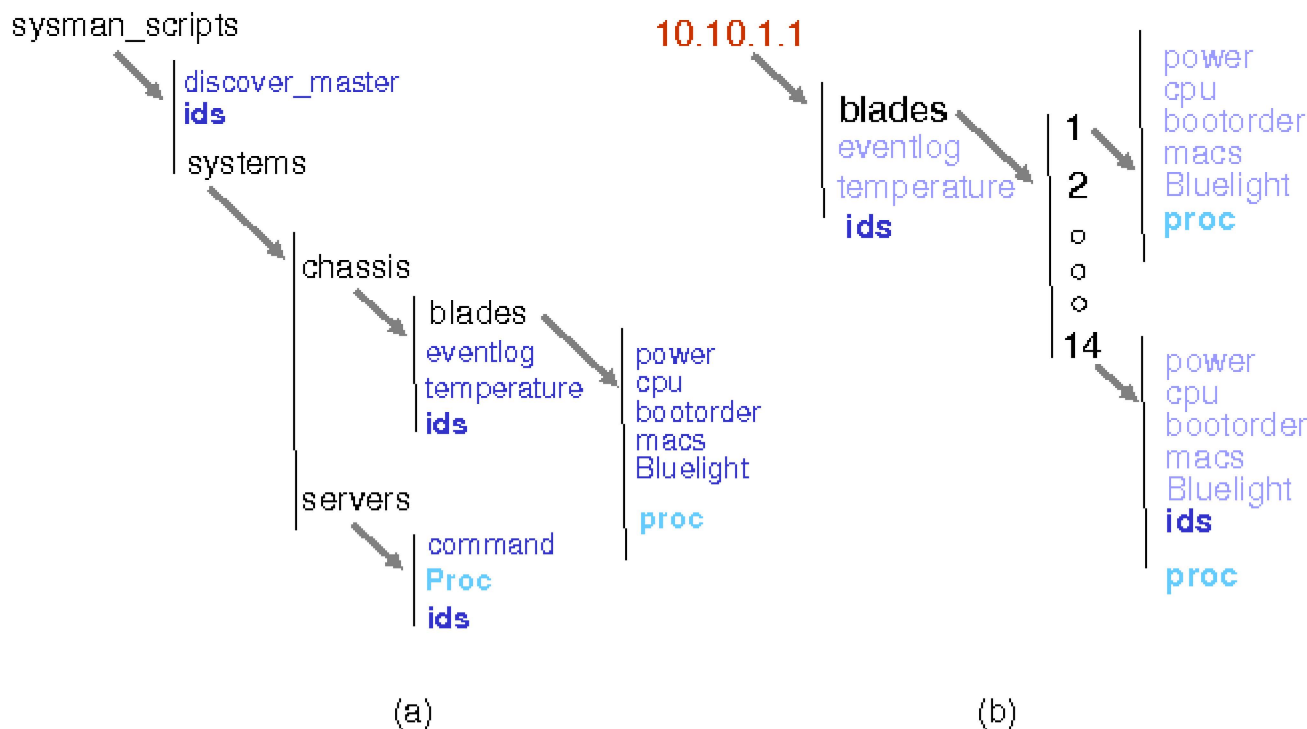 sysman_scripts
discover_master
ids
systems
chassis
blades
eventlog
temperature
ids
power
cpu
bootorder
macs
Bluelight
proc
servers
command
Proc
ids
(a)
10.10.1.1
blades
eventlog
temperature
ids
1
2
14
power
cpu
bootorder
macs
Bluelight
proc
power
cpu
bootorder
macs
Bluelight
ids
proc
(b)